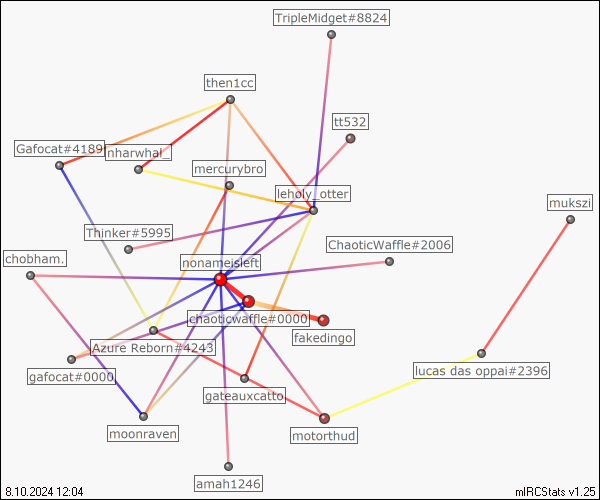 TripleMidget#8824
then1cc
tt532
Gafocat#4189
nharwhal_
mercurybro
leholy_otter
mukszi
Thinker#5995
ChaoticWaffle#2006
chobham.
nonameisleft
chaoticwaffle#0000
fakedingo
Azure Reborn#4243
gafocat#0000
lucas das oppai#2396
gateauxcatto
moonraven
motorthud
amah1246
8.10.2024 12:04
mIRCStats v1.25